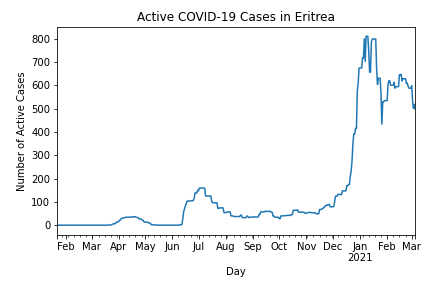 Active COVID-19 Cases in Eritrea
Number of Active Cases
800
700
600
500
400
300
200
100
0
Feb Mar Apr May Jun Jul Aug Sep Oct Nov Dec Jan Feb Mar
2021
Day